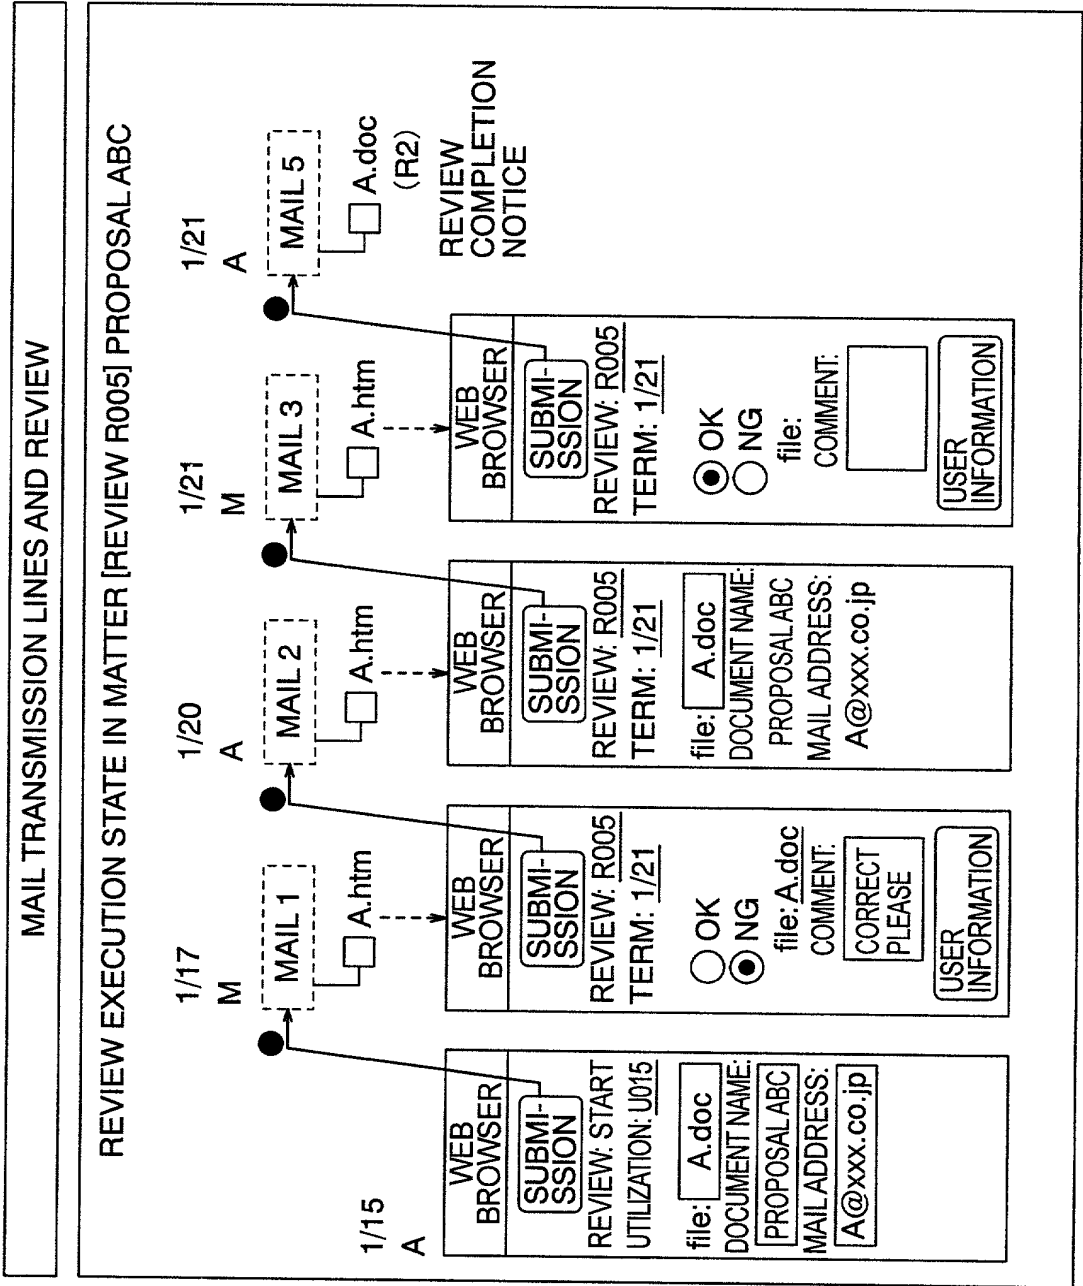 MAIL TRANSMISSION LINES AND REVIEW
REVIEW EXECUTION STATE IN MATTER [REVIEW R005] PROPOSAL ABC
1/15
A
WEB
BROWSER
SUBMI-
SSION
REVIEW: START
UTILIZATION: U015
file: A.doc
DOCUMENT NAME:
PROPOSAL ABC
MAIL ADDRESS:
A@xxx.co.jp
1/17
M
MAIL 1
A.htm
WEB
BROWSER
SUBMI-
SSION
REVIEW: R005
TERM: 1/21
OK
NG
file: A.doc
COMMENT:
CORRECT
PLEASE
USER
INFORMATION
1/20
A
MAIL 2
A.htm
WEB
BROWSER
SUBMI-
SSION
REVIEW: R005
TERM: 1/21
file: A.doc
DOCUMENT NAME:
PROPOSAL ABC
MAIL ADDRESS:
A@xxx.co.jp
1/21
M
MAIL 3
A.htm
WEB
BROWSER
SUBMI-
SSION
REVIEW: R005
TERM: 1/21
OK
NG
file:
COMMENT:
USER
INFORMATION
1/21
A
MAIL 5
A.doc
(R2)
REVIEW
COMPLETION
NOTICE